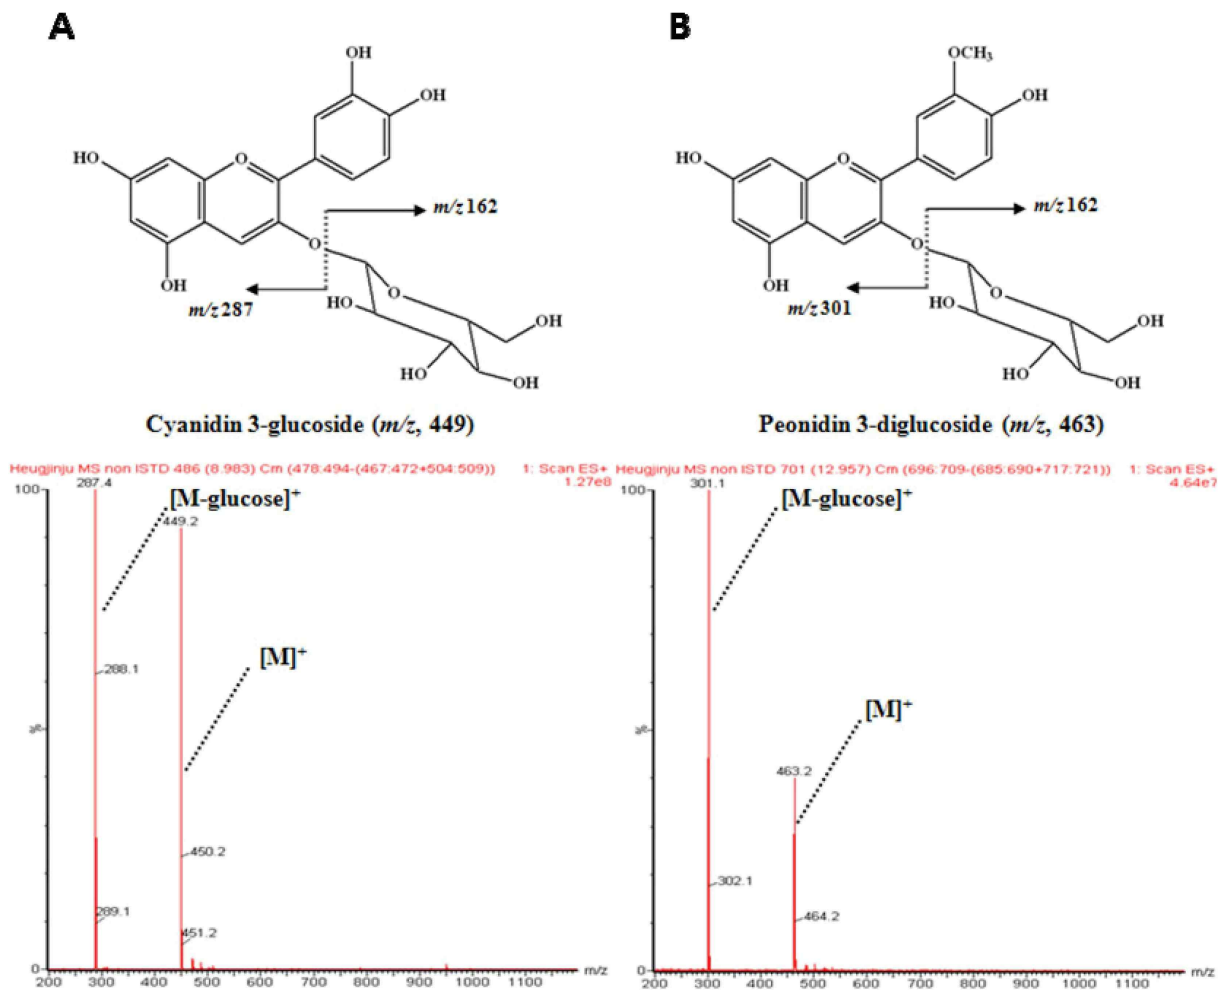 A
B
OH
OH
HO
O
m/z 162
O
OH
m/z 287
O
HO
OH
HO
OH
OCH3
OH
HO
O
m/z 162
O
OH
m/z 301
O
HO
OH
HO
OH
Cyanidin 3-glucoside (m/z, 449)
Peonidin 3-diglucoside (m/z, 463)
Heugjinju MS non ISTD 486 (8.983) Cm (478:494-(467:472+504:509))
1: Scan ES+
1.27e8
100
287.4
[M-glucose]+
449.2
[M]+
288.1
%
450.2
289.1
451.2
0
200 300 400 500 600 700 800 900 1000 1100
m/z
Heugjinju MS non ISTD 701 (12.957) Cm (696:709-(685:690+717:721))
1: Scan ES+
4.64e7
100
301.1
[M-glucose]+
[M]+
%
463.2
302.1
464.2
0
200 300 400 500 600 700 800 900 1000 1100
m/z